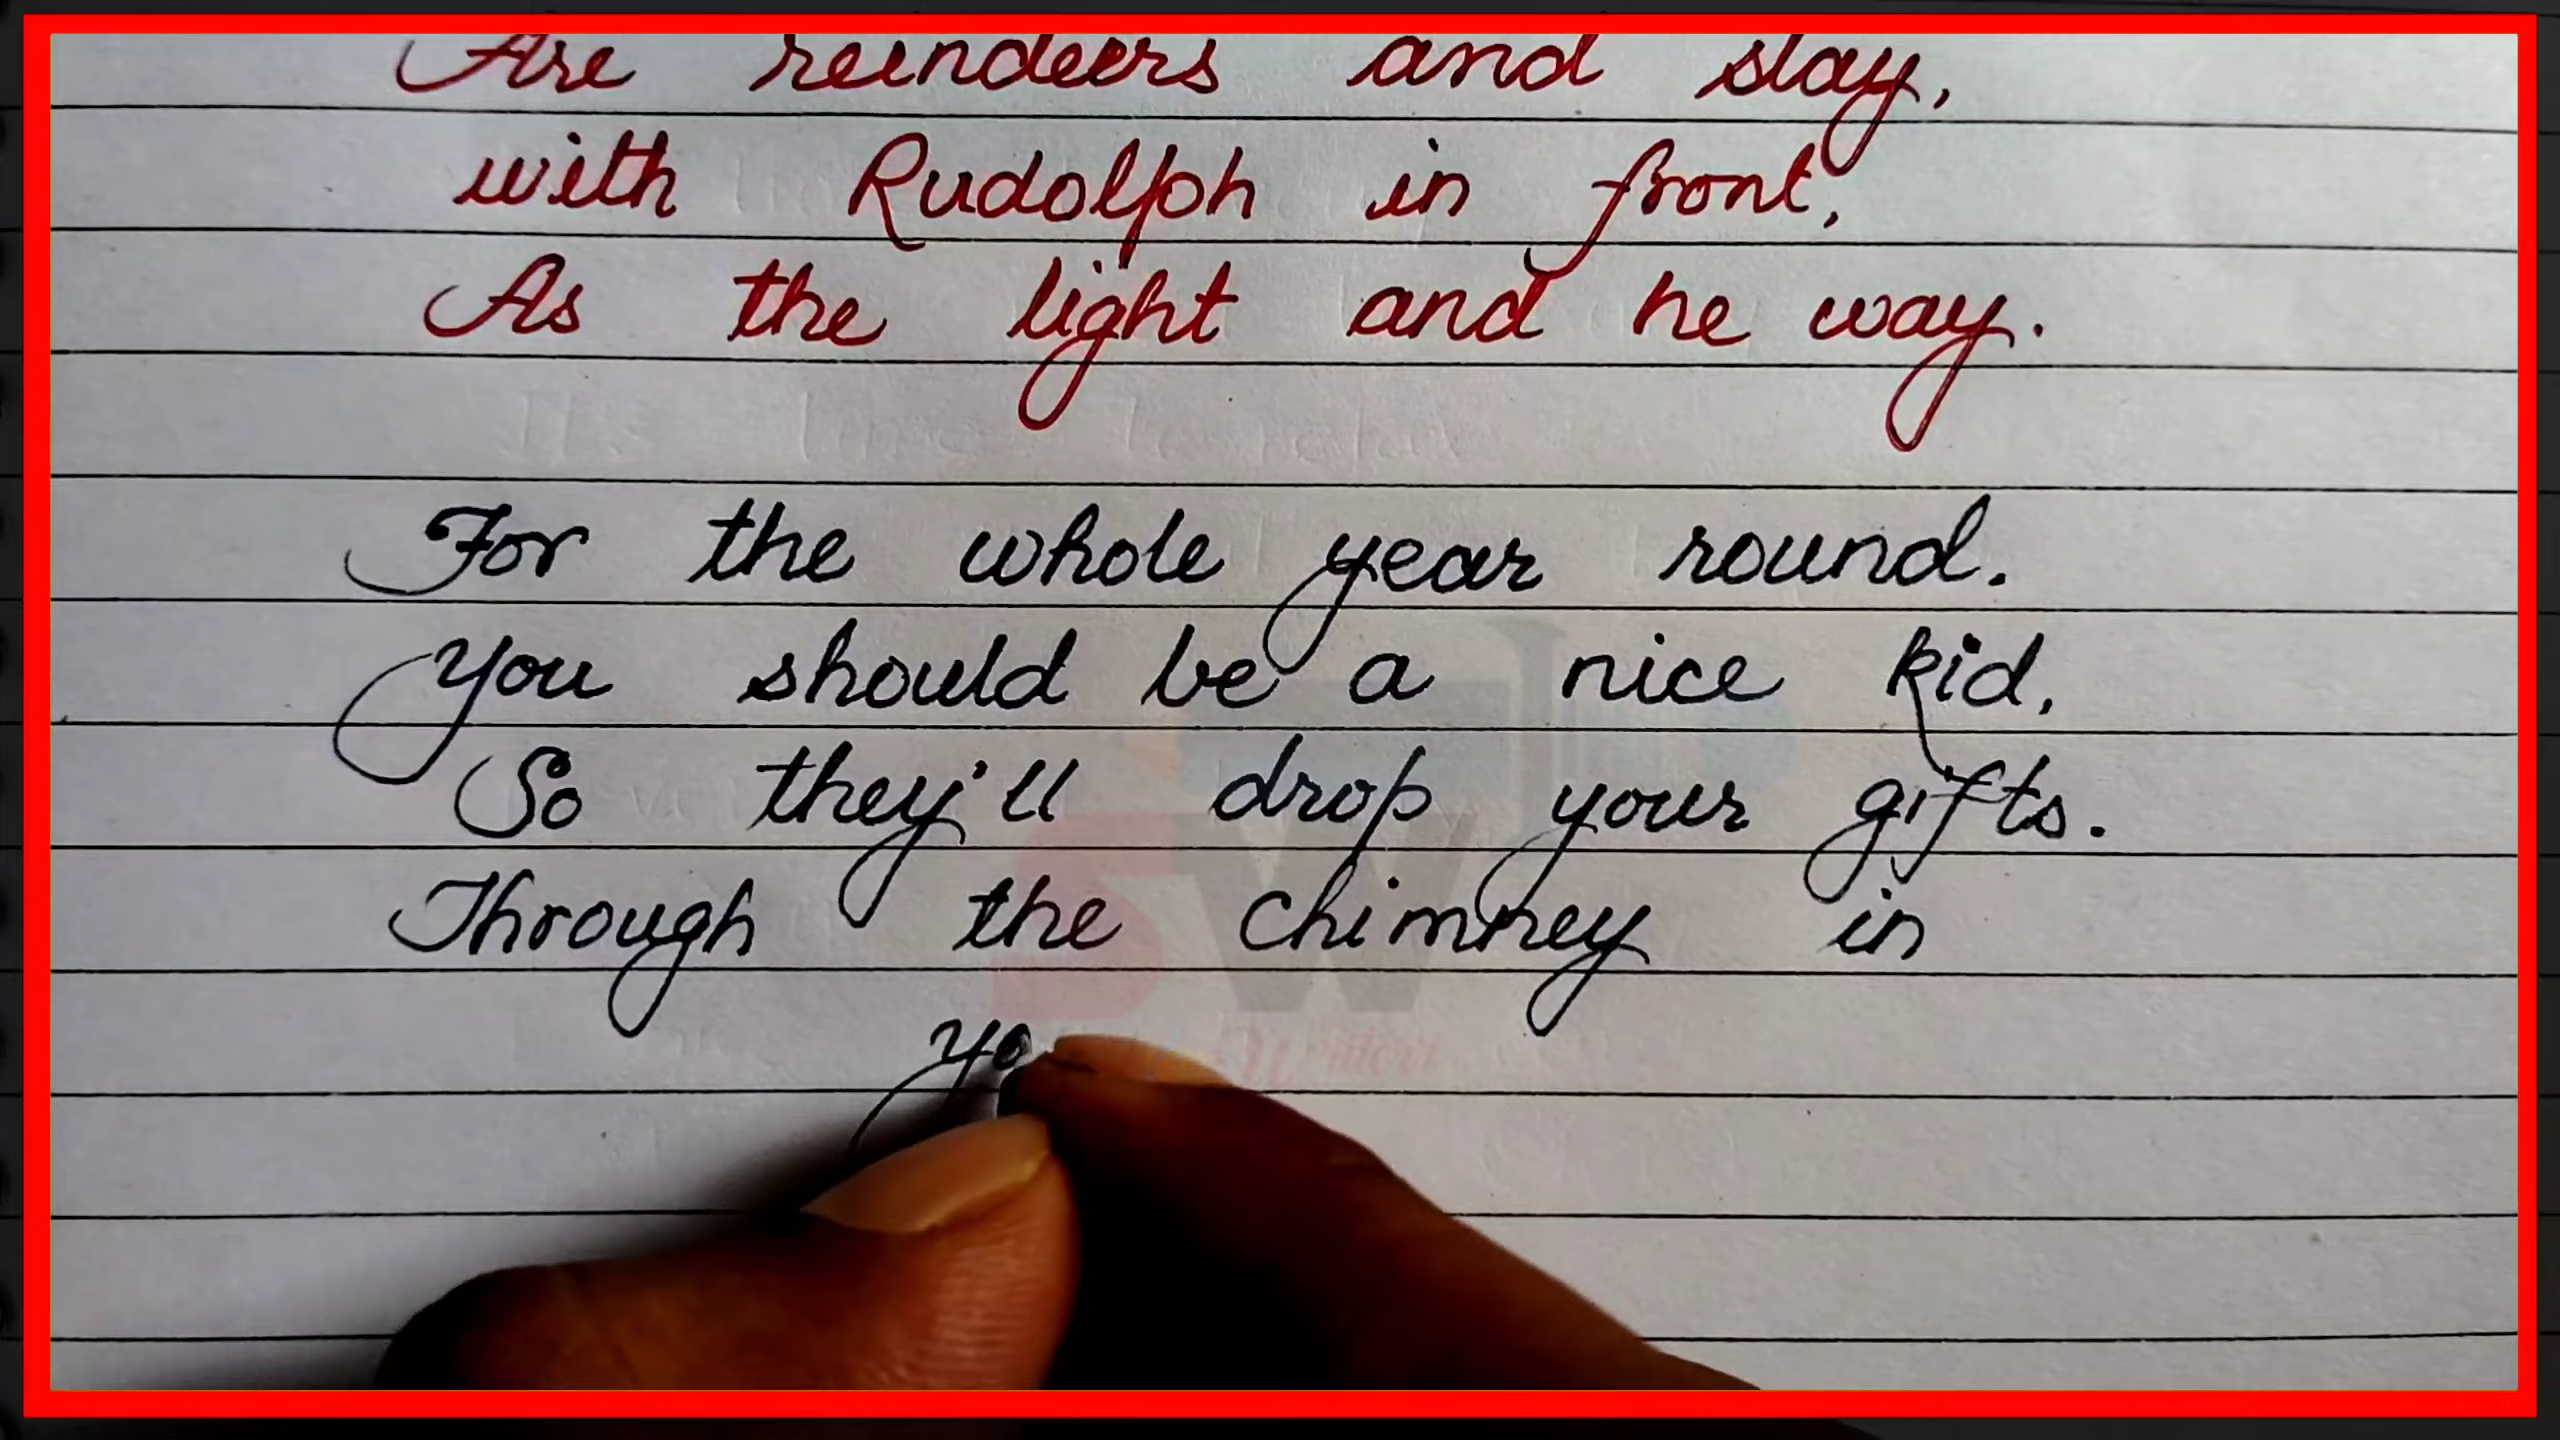 Are reindeers and slay,
with Rudolph in front,
As the light and he way.
For the whole year round.
You should be a nice kid,
So they'll drop your gifts.
Through the chimney in
yo